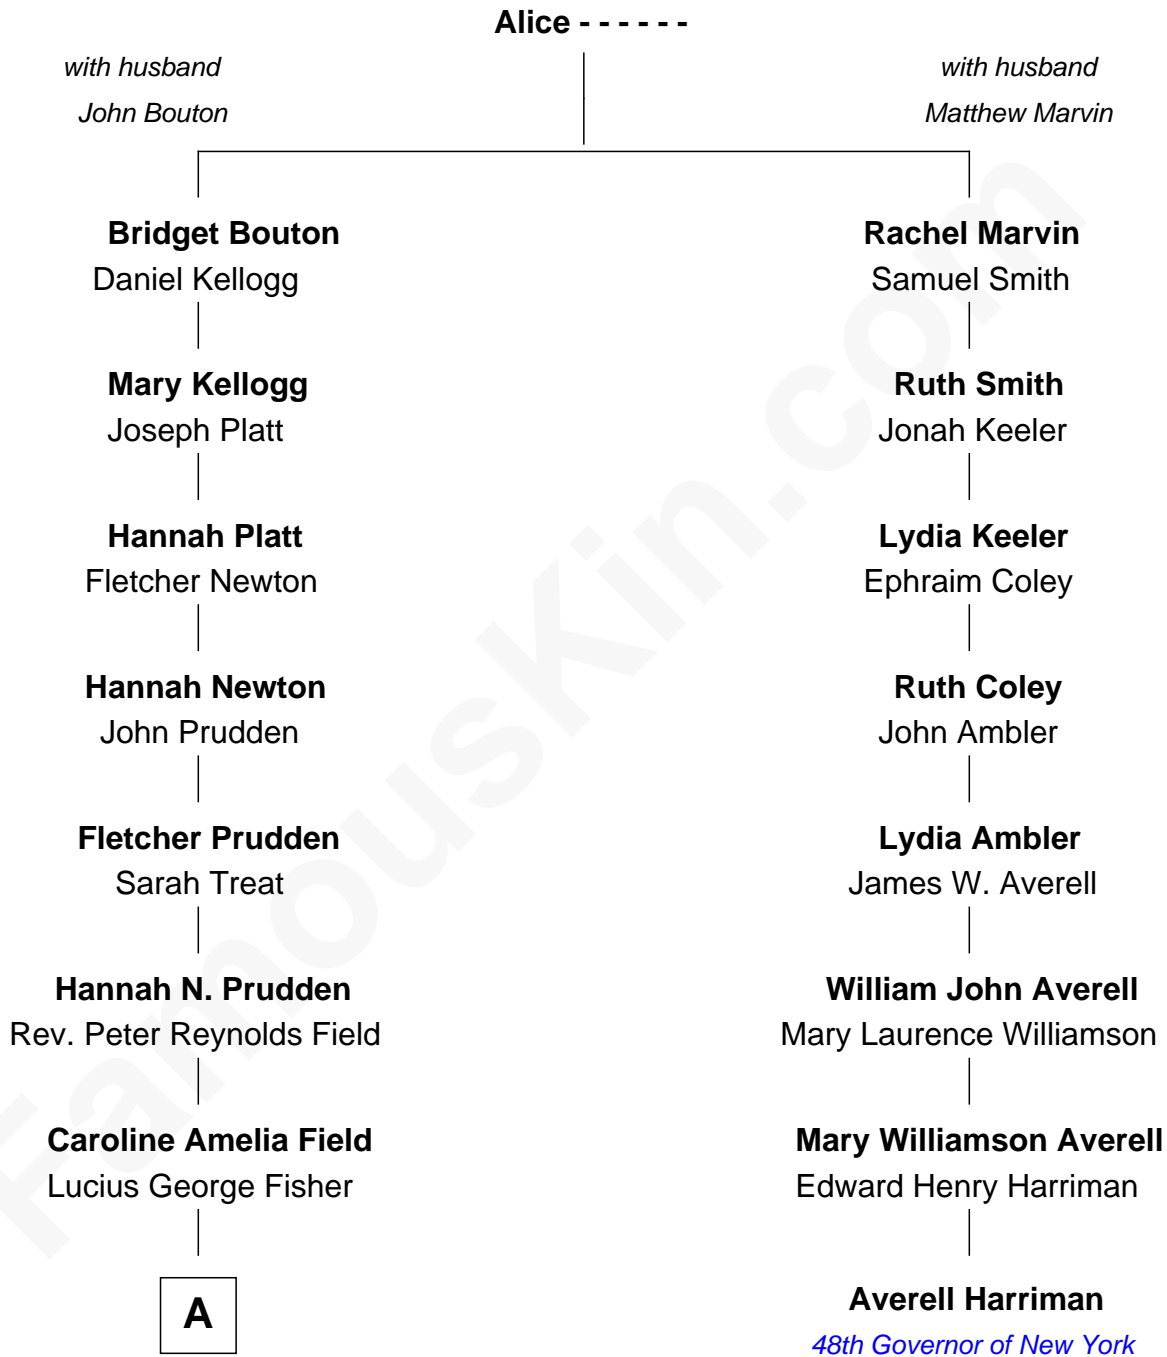 Alice - - - - - -
with husband
John Bouton
with husband
Matthew Marvin
Bridget Bouton
Daniel Kellogg
Rachel Marvin
Samuel Smith
Mary Kellogg
Joseph Platt
Ruth Smith
Jonah Keeler
Hannah Platt
Fletcher Newton
Lydia Keeler
Ephraim Coley
Hannah Newton
John Prudden
Ruth Coley
John Ambler
Fletcher Prudden
Sarah Treat
Lydia Ambler
James W. Averell
Hannah N. Prudden
Rev. Peter Reynolds Field
William John Averell
Mary Laurence Williamson
Caroline Amelia Field
Lucius George Fisher
Mary Williamson Averell
Edward Henry Harriman
A
Averell Harriman
48th Governor of New York
FamousKin.com